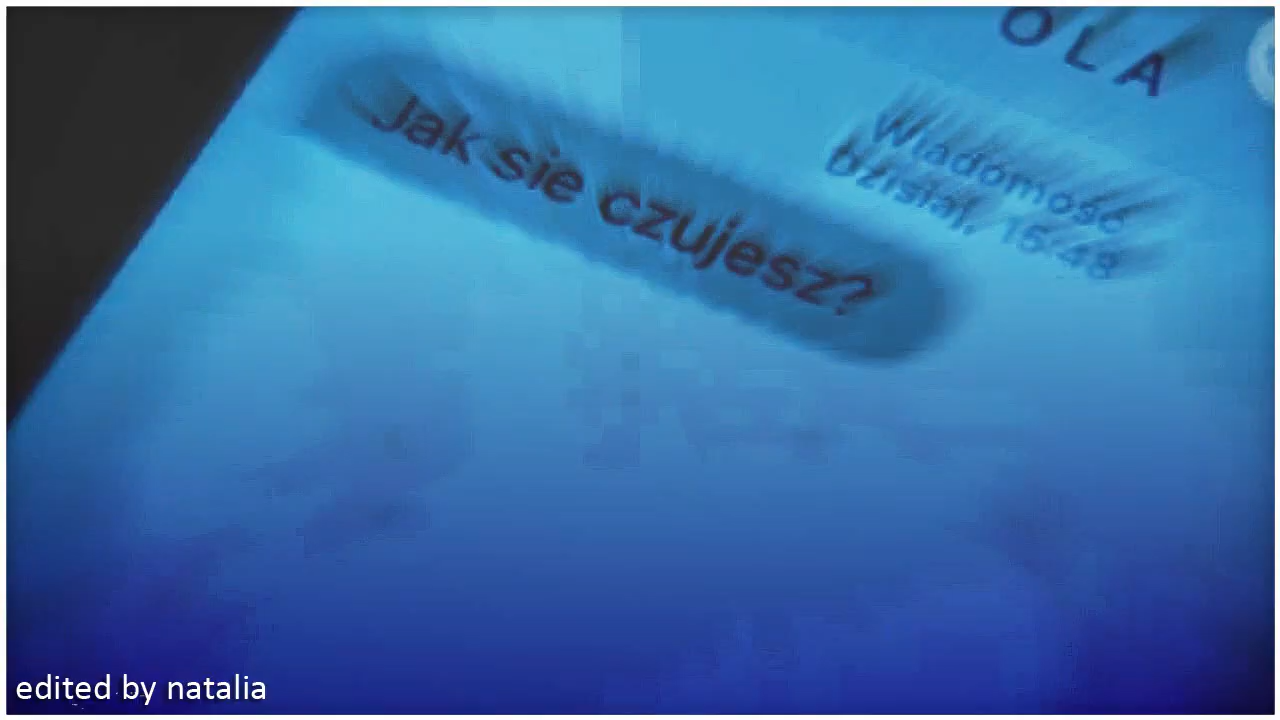 OLA
Wiadomość
Dzisiaj, 15:48
Jak sie czujesz?
edited by natalia